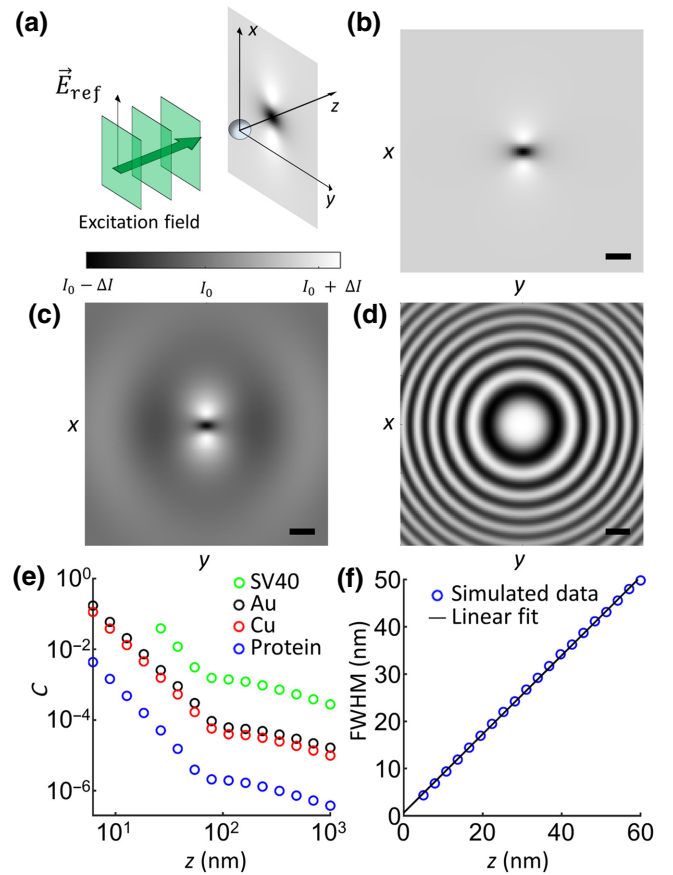 (a)
x
E⃗ref
z
y
Excitation field
I0 − ΔI
I0
I0 + ΔI
(b)
x
y
(c)
x
y
(d)
x
y
(e)
10^0
10^-2
10^-4
10^-6
C
SV40
Au
Cu
Protein
10^1
10^2
10^3
z (nm)
(f)
50
40
30
20
10
0
FWHM (nm)
Simulated data
Linear fit
20
40
60
z (nm)